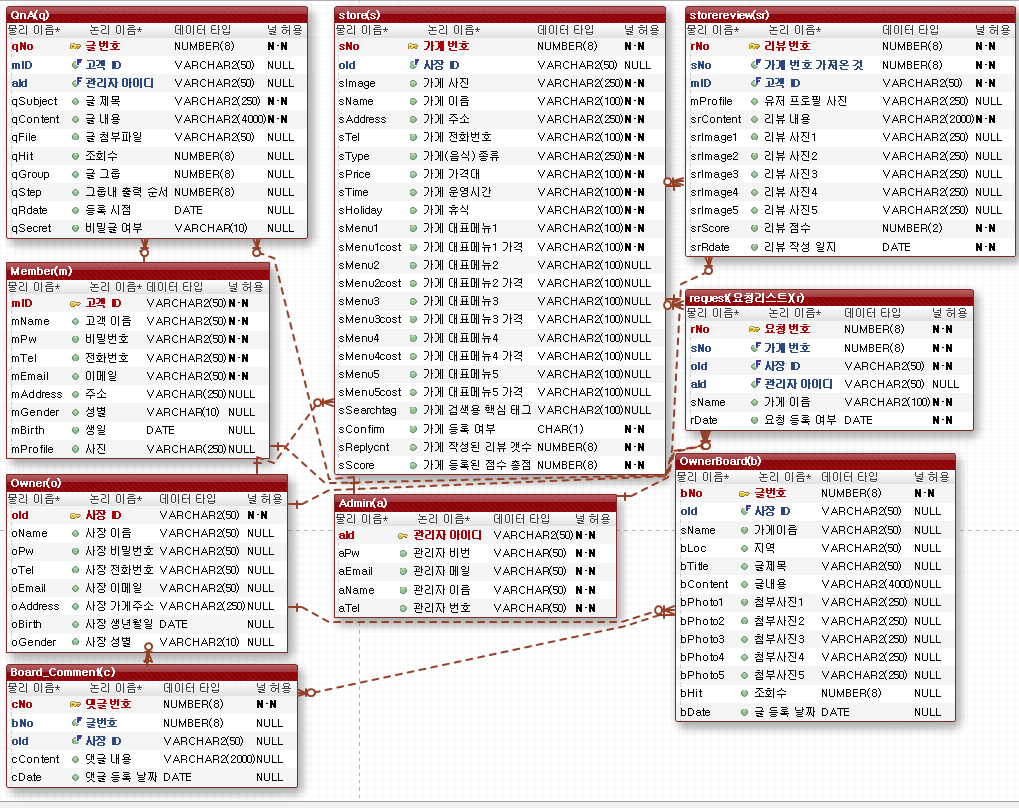 QnA(q)
물리 이름* 논리 이름* 데이터 타입 널 허용
qNo 글 번호 NUMBER(8) N-N
mID 고객 ID VARCHAR2(50) NULL
aId 관리자 아이디 VARCHAR2(50) NULL
qSubject 글 제목 VARCHAR2(250) N-N
qContent 글 내용 VARCHAR2(4000) N-N
qFile 글 첨부파일 VARCHAR2(250) NULL
qHit 조회수 NUMBER(8) NULL
qGroup 글 그룹 NUMBER(8) NULL
qStep 그룹내 출력 순서 NUMBER(8) NULL
qRdate 등록 시점 DATE NULL
qSecret 비밀글 여부 VARCHAR(10) NULL
Member(m)
물리 이름* 논리 이름* 데이터 타입 널 허용
mID 고객 ID VARCHAR2(50) N-N
mName 고객 이름 VARCHAR2(50) N-N
mPw 비밀번호 VARCHAR2(50) N-N
mTel 전화번호 VARCHAR2(50) N-N
mEmail 이메일 VARCHAR2(50) N-N
mAddress 주소 VARCHAR(250) NULL
mGender 성별 VARCHAR(10) NULL
mBirth 생일 DATE NULL
mProfile 사진 VARCHAR(250) NULL
Owner(o)
물리 이름* 논리 이름* 데이터 타입 널 허용
oId 사장 ID VARCHAR2(50) N-N
oName 사장 이름 VARCHAR2(50) NULL
oPw 사장 비밀번호 VARCHAR2(50) NULL
oTel 사장 전화번호 VARCHAR2(50) NULL
oEmail 사장 이메일 VARCHAR2(50) NULL
oAddress 사장 가게주소 VARCHAR2(250) NULL
oBirth 사장 생년월일 DATE NULL
oGender 사장 성별 VARCHAR2(10) NULL
Board_Comment(c)
물리 이름* 논리 이름* 데이터 타입 널 허용
cNo 댓글 번호 NUMBER(8) N-N
bNo 글번호 NUMBER(8) NULL
oId 사장 ID VARCHAR2(50) NULL
cContent 댓글 내용 VARCHAR2(2000) NULL
cDate 댓글 등록 날짜 DATE NULL
store(s)
물리 이름* 논리 이름* 데이터 타입 널 허용
sNo 가게 번호 NUMBER(8) N-N
oId 사장 ID VARCHAR2(50) NULL
sImage 가게 사진 VARCHAR2(250) N-N
sName 가게 이름 VARCHAR2(100) N-N
sAddress 가게 주소 VARCHAR2(250) N-N
sTel 가게 전화번호 VARCHAR2(250) N-N
sType 가게(음식) 종류 VARCHAR2(250) N-N
sPrice 가게 가격대 VARCHAR2(100) N-N
sTime 가게 운영시간 VARCHAR2(100) N-N
sHoliday 가게 휴식 VARCHAR2(100) N-N
sMenu1 가게 대표메뉴1 VARCHAR2(100) N-N
sMenu1cost 가게 대표메뉴1 가격 VARCHAR2(100) N-N
sMenu2 가게 대표메뉴2 VARCHAR2(100) NULL
sMenu2cost 가게 대표메뉴2 가격 VARCHAR2(100) NULL
sMenu3 가게 대표메뉴3 VARCHAR2(100) NULL
sMenu3cost 가게 대표메뉴3 가격 VARCHAR2(100) NULL
sMenu4 가게 대표메뉴4 VARCHAR2(100) NULL
sMenu4cost 가게 대표메뉴4 가격 VARCHAR2(100) NULL
sMenu5 가게 대표메뉴5 VARCHAR2(100) NULL
sMenu5cost 가게 대표메뉴5 가격 VARCHAR2(100) NULL
sSearchtag 가게 검색용 핵심 태그 VARCHAR2(100) NULL
sConfirm 가게 등록 여부 CHAR(1) N-N
sReplycnt 가게 작성된 리뷰 갯수 NUMBER(8) N-N
sScore 가게 등록된 점수 총점 NUMBER(8) N-N
Admin(a)
물리 이름* 논리 이름* 데이터 타입 널 허용
aId 관리자 아이디 VARCHAR2(50) N-N
aPw 관리자 비번 VARCHAR(50) N-N
aEmail 관리자 메일 VARCHAR(50) N-N
aName 관리자 이름 VARCHAR(50) N-N
aTel 관리자 번호 VARCHAR(50) N-N
storereview(sr)
물리 이름* 논리 이름* 데이터 타입 널 허용
rNo 리뷰 번호 NUMBER(8) N-N
sNo 가게 번호 가져온 것 NUMBER(8) N-N
mID 고객 ID VARCHAR2(50) NULL
mProfile 유저 프로필 사진 VARCHAR2(250) NULL
srContent 리뷰 내용 VARCHAR2(2000) N-N
srImage1 리뷰 사진1 VARCHAR2(250) NULL
srImage2 리뷰 사진2 VARCHAR2(250) NULL
srImage3 리뷰 사진3 VARCHAR2(250) NULL
srImage4 리뷰 사진4 VARCHAR2(250) NULL
srImage5 리뷰 사진5 VARCHAR2(250) NULL
srScore 리뷰 점수 NUMBER(2) N-N
srRdate 리뷰 작성 일지 DATE N-N
request(요청리스트)(r)
물리 이름* 논리 이름* 데이터 타입 널 허용
rNo 요청 번호 NUMBER(8) N-N
sNo 가게 번호 NUMBER(8) N-N
oId 사장 ID VARCHAR2(50) N-N
aId 관리자 아이디 VARCHAR2(50) NULL
sName 가게 이름 VARCHAR2(100) N-N
rDate 요청 등록 여부 DATE N-N
OwnerBoard(b)
물리 이름* 논리 이름* 데이터 타입 널 허용
bNo 글번호 NUMBER(8) N-N
oId 사장 ID VARCHAR2(50) NULL
sName 가게이름 VARCHAR2(50) NULL
bLoc 지역 VARCHAR2(50) NULL
bTitle 글제목 VARCHAR2(50) NULL
bContent 글내용 VARCHAR2(4000) NULL
bPhoto1 첨부사진1 VARCHAR2(250) NULL
bPhoto2 첨부사진2 VARCHAR2(250) NULL
bPhoto3 첨부사진3 VARCHAR2(250) NULL
bPhoto4 첨부사진4 VARCHAR2(250) NULL
bPhoto5 첨부사진5 VARCHAR2(250) NULL
bHit 조회수 NUMBER(8) NULL
bDate 글 등록 날짜 DATE NULL